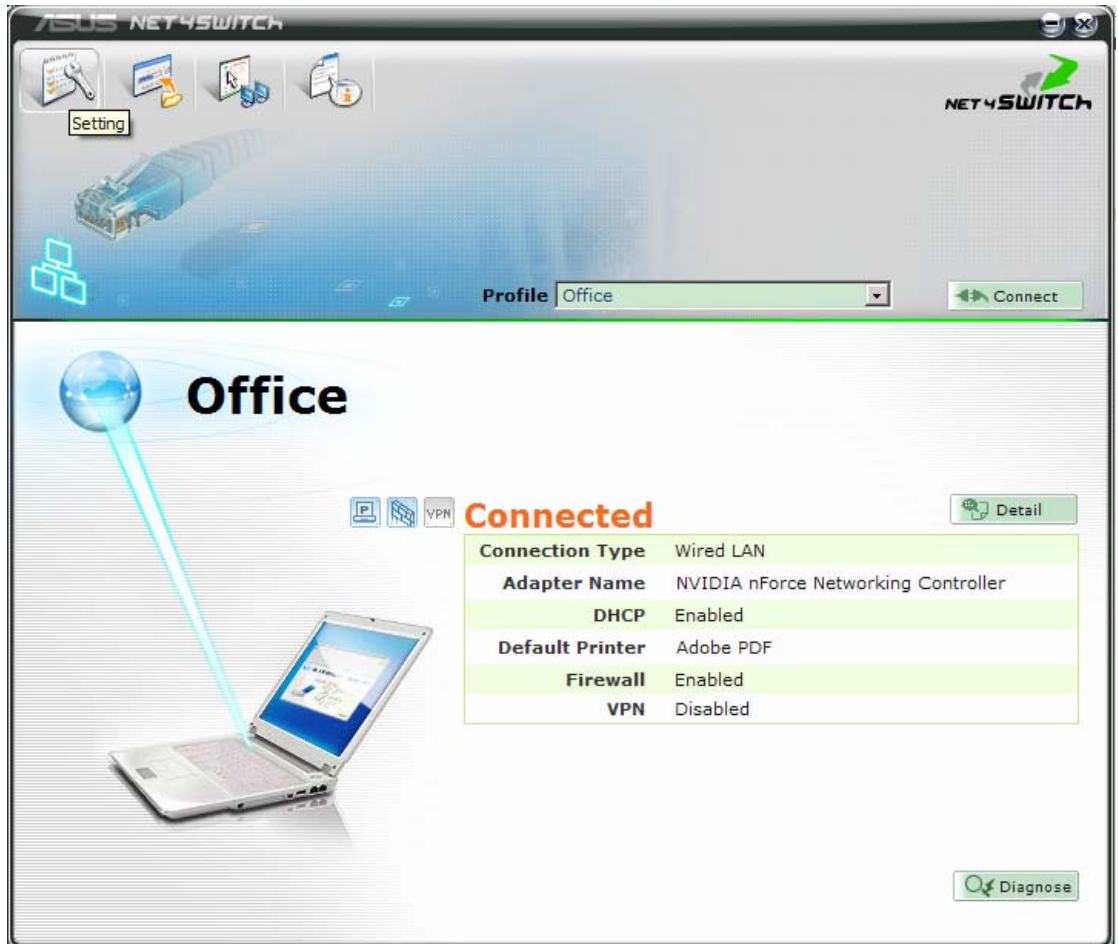 ASUS NET4SWITCH
Setting
NET4SWITCH
Profile Office
Connect
Office
P VPN Connected
Detail
Connection Type Wired LAN
Adapter Name NVIDIA nForce Networking Controller
DHCP Enabled
Default Printer Adobe PDF
Firewall Enabled
VPN Disabled
Diagnose